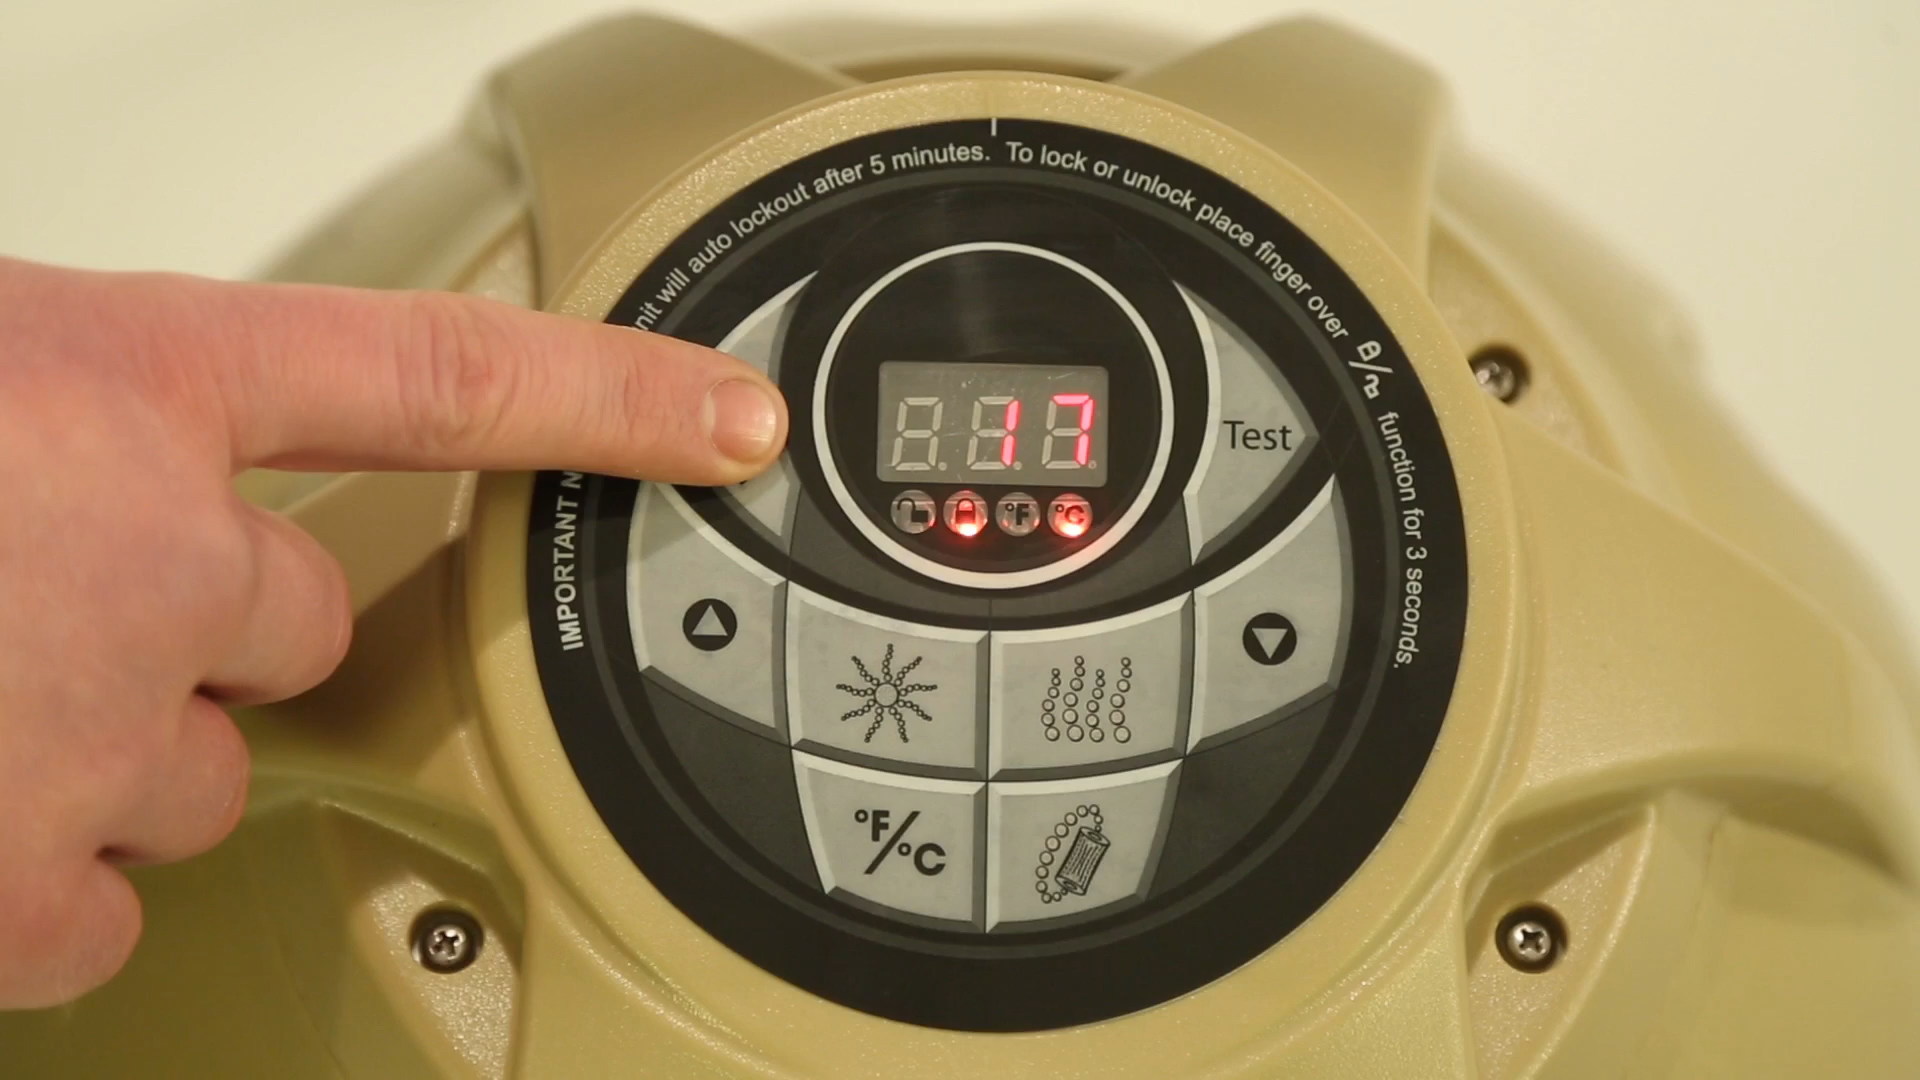 IMPORTANT
will auto lockout after 5 minutes. To lock or unlock place finger over function for 3 seconds.
17
°F °C
Test
°F/°C